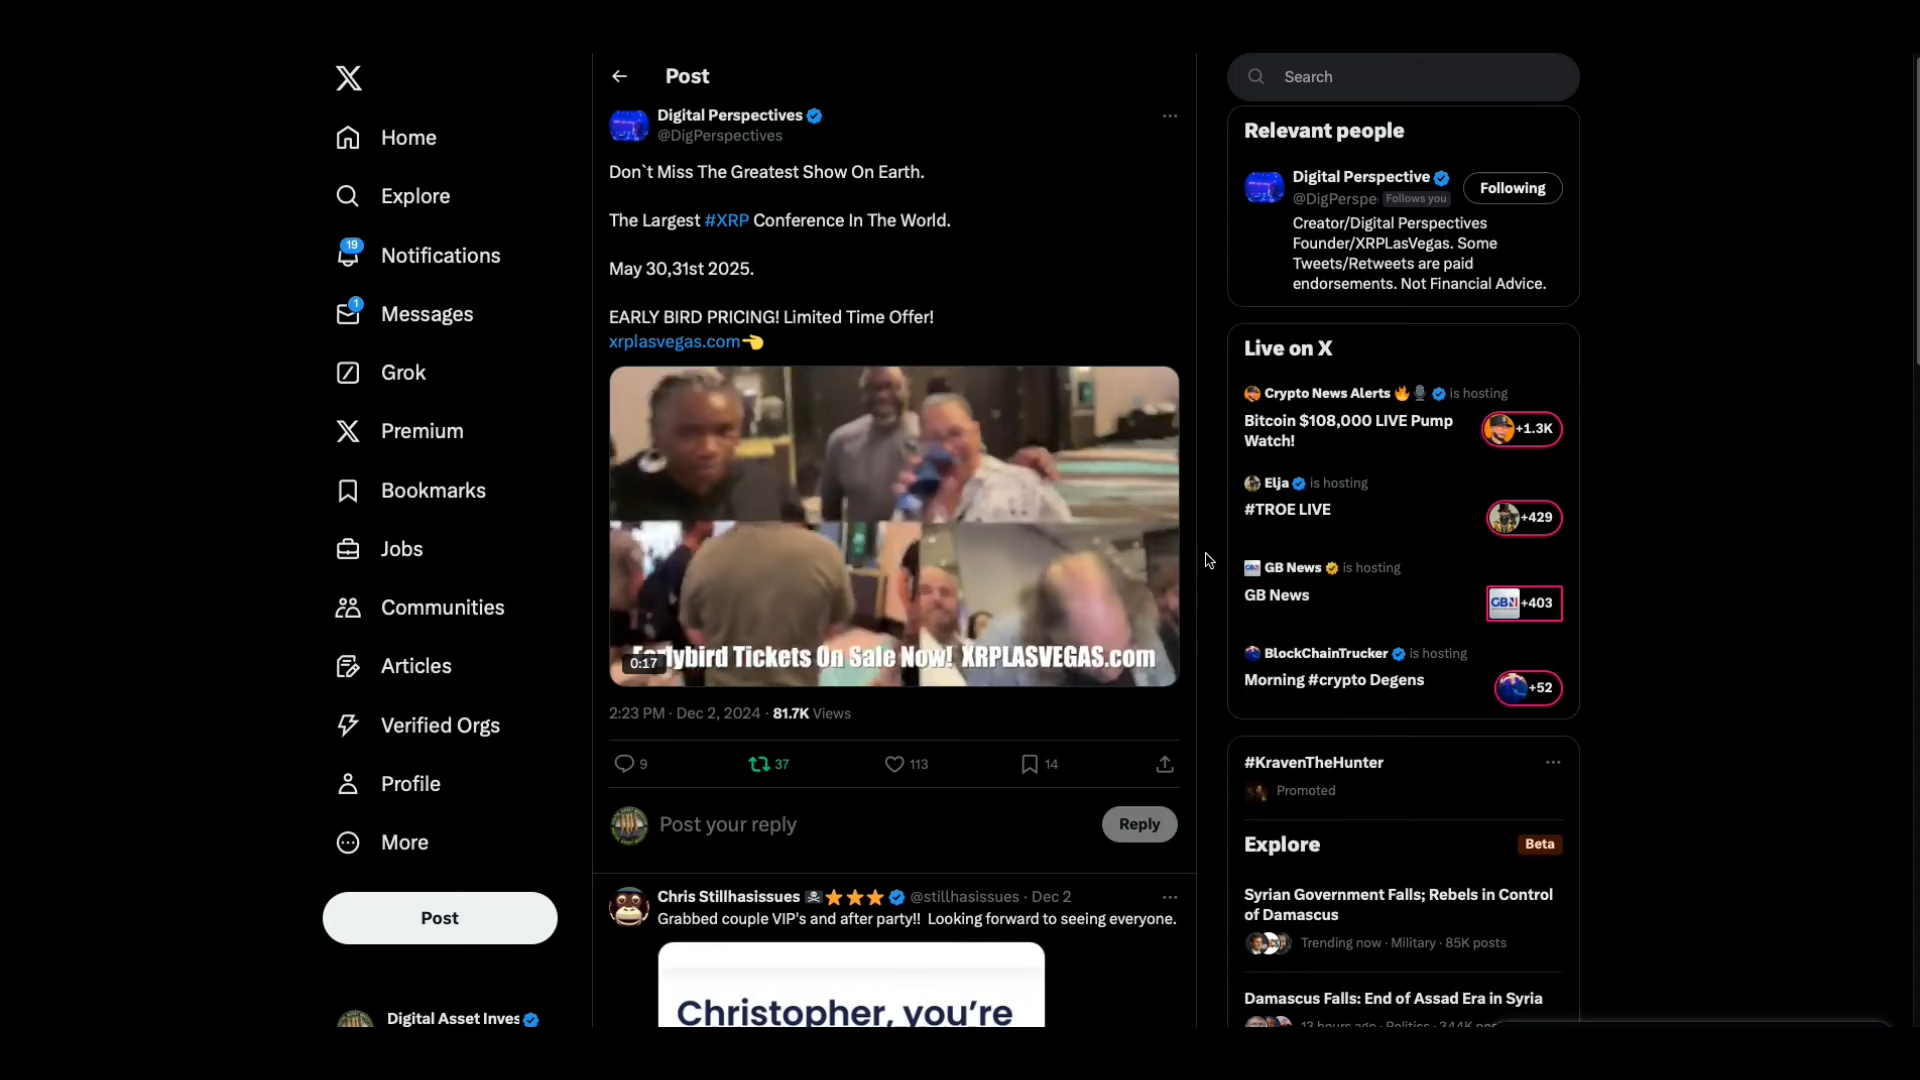 Home
Explore
19
Notifications
1
Messages
Grok
Premium
Bookmarks
Jobs
Communities
Articles
Verified Orgs
Profile
More
Post
Digital Asset Inves
Post
Digital Perspectives
@DigPerspectives
Don`t Miss The Greatest Show On Earth.
The Largest #XRP Conference In The World.
May 30,31st 2025.
EARLY BIRD PRICING! Limited Time Offer!
xrplasvegas.com
Earlybird Tickets On Sale Now! XRPLASVEGAS.com
0:17
2:23 PM · Dec 2, 2024 · 81.7K Views
9 37 113 14
Post your reply
Reply
Chris Stillhasissues @stillhasissues · Dec 2
Grabbed couple VIP's and after party!! Looking forward to seeing everyone.
Christopher, you're
Search
Relevant people
Digital Perspective
Following
@DigPerspe Follows you
Creator/Digital Perspectives
Founder/XRPLasVegas. Some
Tweets/Retweets are paid
endorsements. Not Financial Advice.
Live on X
Crypto News Alerts is hosting
Bitcoin $108,000 LIVE Pump
Watch!
+1.3K
Elja is hosting
#TROE LIVE
+429
GB News is hosting
GB News
GBN +403
BlockChainTrucker is hosting
Morning #crypto Degens
+52
#KravenTheHunter
Promoted
Explore
Beta
Syrian Government Falls; Rebels in Control
of Damascus
Trending now · Military · 85K posts
Damascus Falls: End of Assad Era in Syria
13 hours ago · Politics · 344K